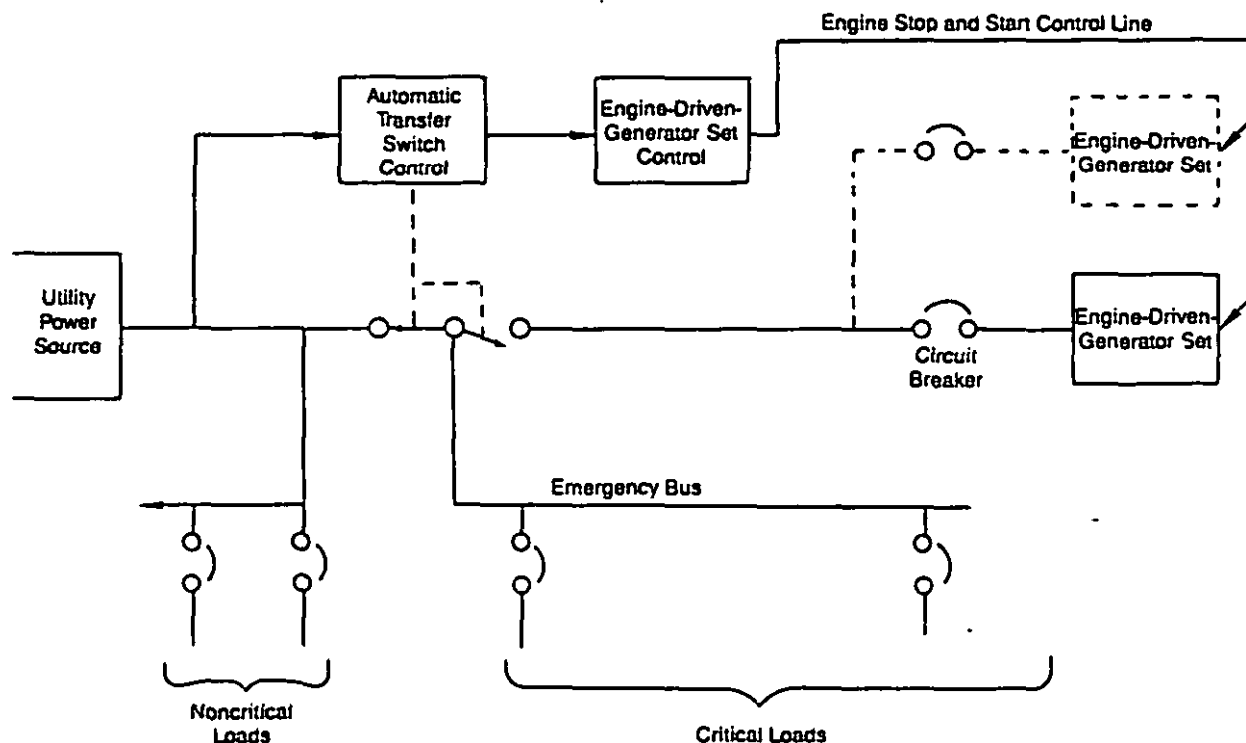 Engine Stop and Start Control Line
Automatic
Transfer
Switch
Control
Engine-Driven-
Generator Set
Control
Engine-Driven-
Generator Set
Utility
Power
Source
Engine-Driven-
Generator Set
Circuit
Breaker
Emergency Bus
Noncritical
Loads
Critical Loads